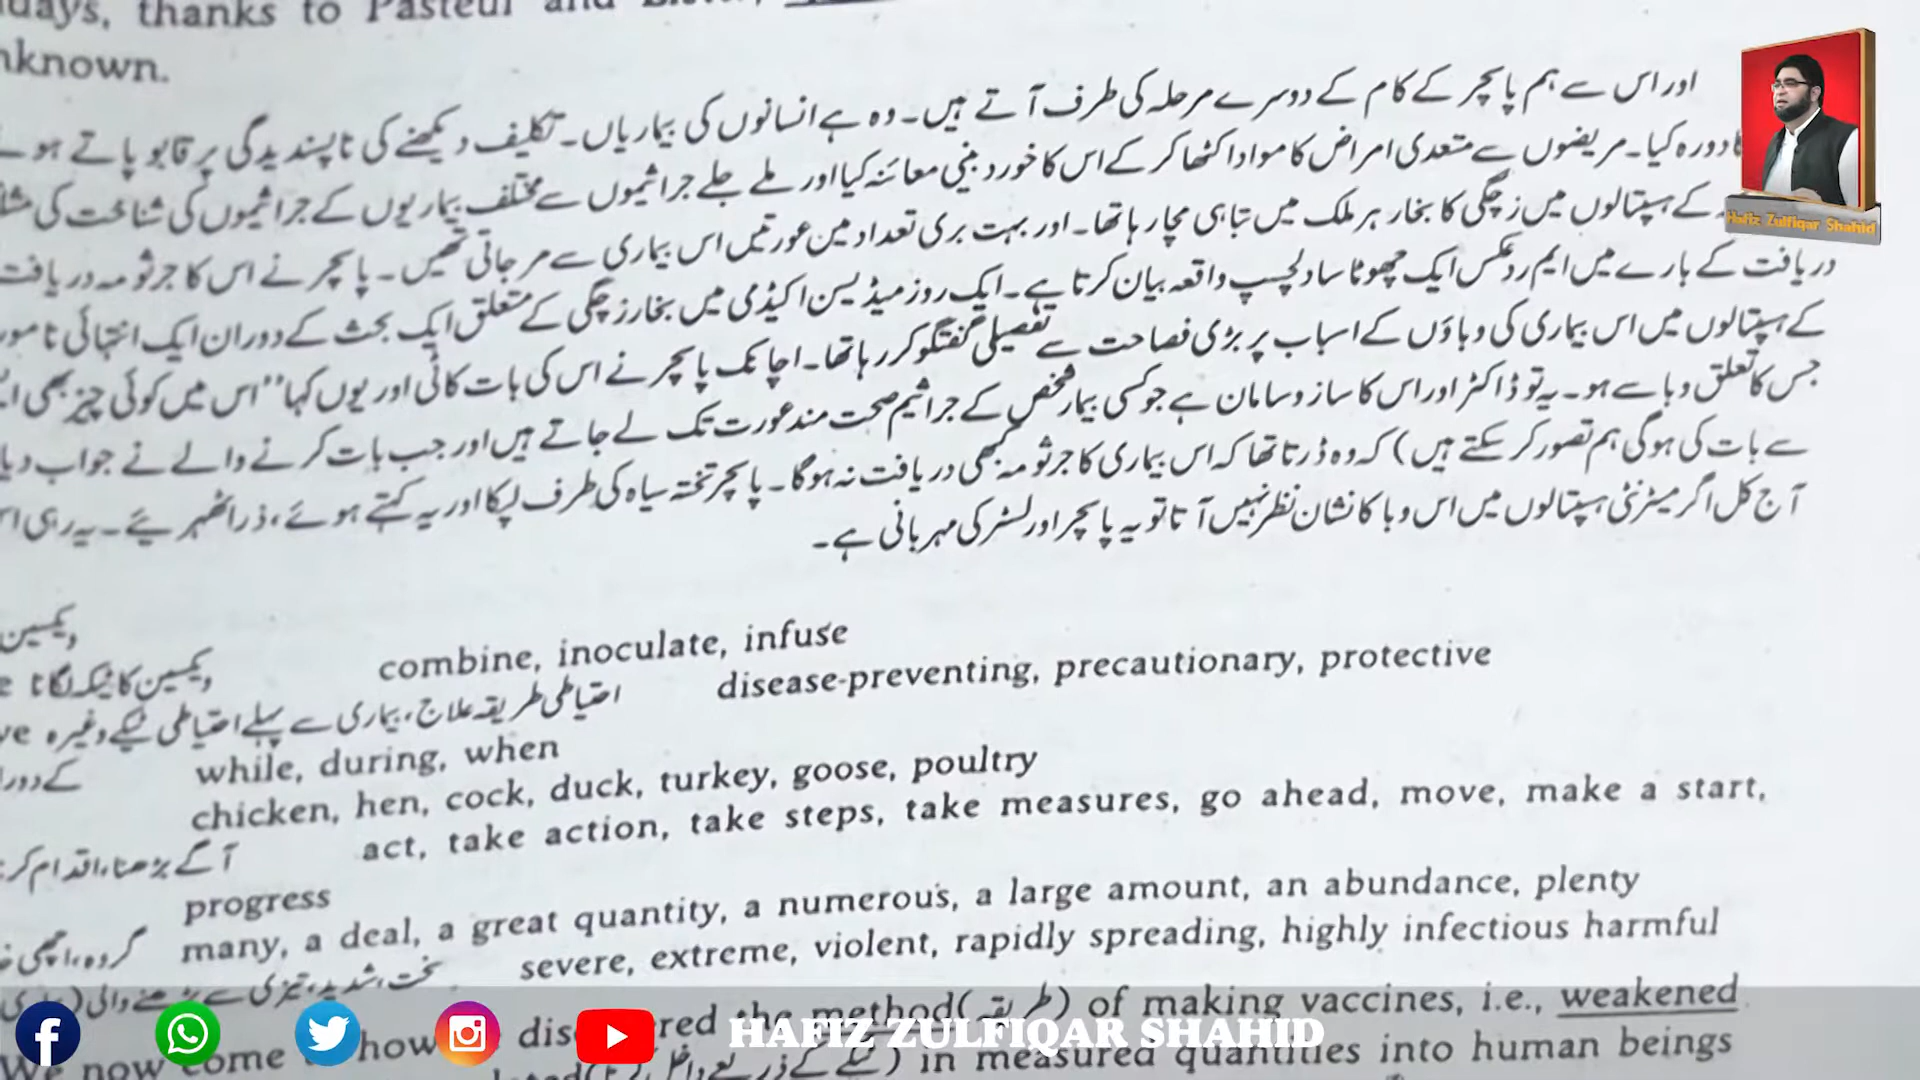 days, thanks to Pasteur and
nknown.
اور اس سے ہم پاسچر کے کام کے دوسرے مرحلہ کی طرف آتے ہیں۔ وہ ہے انسانوں کی بیماریاں۔ تکلیف دیکھنے کی ناپسندیدگی پر قابو پاتے ہوئے
دورہ کیا۔ مریضوں سے متعدی امراض کا مواد اکٹھا کر کے اس کا خوردبینی معائنہ کیا اور ملے جلے جراثیموں سے مختلف بیماریوں کے جراثیموں کی شناخت کی
کے ہسپتالوں میں زچگی کا بخار ہر ملک میں تباہی مچا رہا تھا۔ اور بہت بری تعداد مین عورتیں اس بیماری سے مر جاتی تھیں۔ پاسچر نے اس کا جرثومہ دریافت
دریافت کے بارے میں ایم رونکس ایک چھوٹا سا دلچسپ واقعہ بیان کرتا ہے۔ ایک روز میڈیسن اکیڈمی میں بخار زچگی کے متعلق ایک بحث کے دوران ایک انتہائی نامور
کے ہسپتالوں میں اس بیماری کی وباؤں کے اسباب پر بڑی فصاحت سے تفصیلی گفتگو کر رہا تھا۔ اچانک پاسچر نے اس کی بات کاٹی اور یوں کہا ”اس میں کوئی چیز بھی
جس کا تعلق وبا سے ہو۔ یہ تو ڈاکٹر اور اس کا ساز و سامان ہے جو کسی بیمار شخص کے جراثیم صحت مند عورت تک لے جاتے ہیں اور جب بات کرنے والے نے جواب دیا
سے بات کی ہوگی ہم تصور کر سکتے ہیں) کہ وہ ڈرتا تھا کہ اس بیماری کا جرثومہ کبھی دریافت نہ ہوگا۔ پاسچر تختہ سیاہ کی طرف لپکا اور یہ کہتے ہوئے، ذرا ٹھہریئے۔ یہ رہی
آج کل اگر میٹرنٹی ہسپتالوں میں اس وبا کا نشان نظر نہیں آتا تو یہ پاسچر اور لسٹر کی مہربانی ہے۔
ویکسین
combine, inoculate, infuse
e ویکسین کا ٹیکہ لگانا
disease-preventing, precautionary, protective
ve احتیاطی طریقہ علاج، بیماری سے پہلے احتیاطی ٹیکے وغیرہ
while, during, when
کے دورا
chicken, hen, cock, duck, turkey, goose, poultry
act, take action, take steps, take measures, go ahead, move, make a start,
آگے بڑھنا، اقدام کر
progress
many, a deal, a great quantity, a numerous, a large amount, an abundance, plenty
گروہ، اچھی
severe, extreme, violent, rapidly spreading, highly infectious harmful
سخت، شدید، تیزی سے بڑھنے والی
We now come how dis red the method(طریقہ) of making vaccines, i.e., weakened
in measured quantities into human beings
Hafiz Zulfiqar Shahid
HAFIZ ZULFIQAR SHAHID